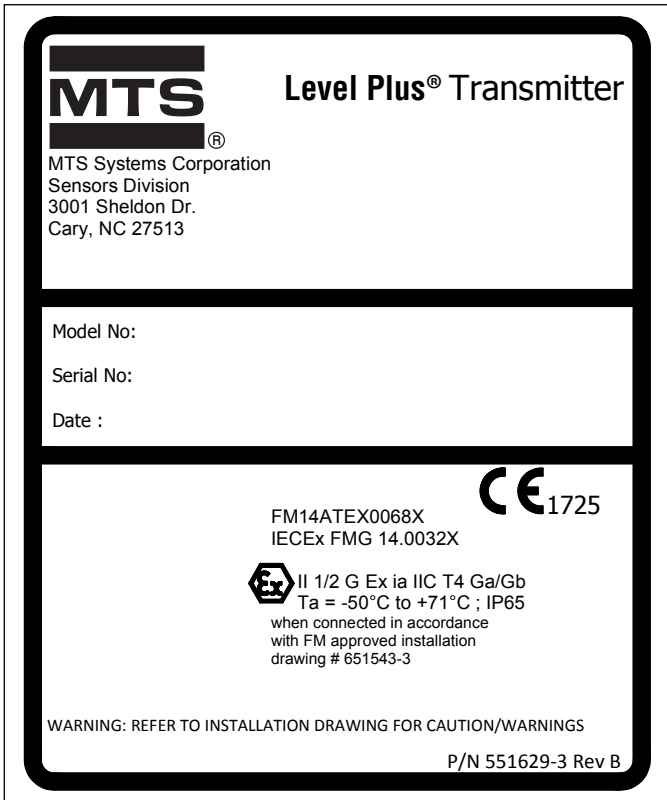 MTS
®
Level Plus® Transmitter
MTS Systems Corporation
Sensors Division
3001 Sheldon Dr.
Cary, NC 27513
Model No:
Serial No:
Date :
CE 1725
FM14ATEX0068X
IECEx FMG 14.0032X
Ex II 1/2 G Ex ia IIC T4 Ga/Gb
Ta = -50°C to +71°C ; IP65
when connected in accordance
with FM approved installation
drawing # 651543-3
WARNING: REFER TO INSTALLATION DRAWING FOR CAUTION/WARNINGS
P/N 551629-3 Rev B